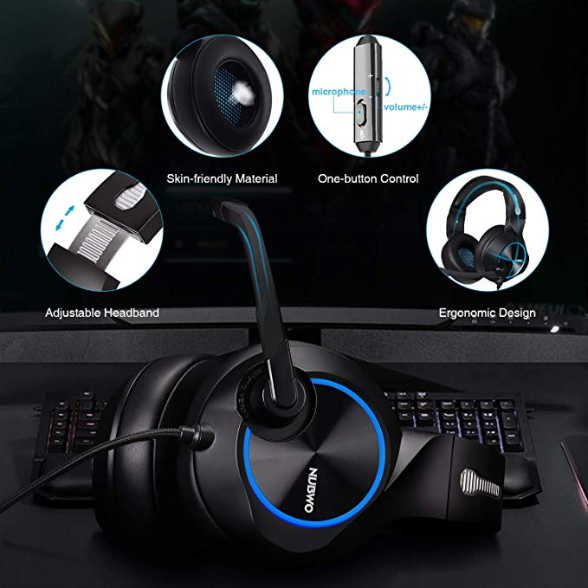 microphone
volume+/-
Skin-friendly Material
One-button Control
Adjustable Headband
Ergonomic Design
NUBWO